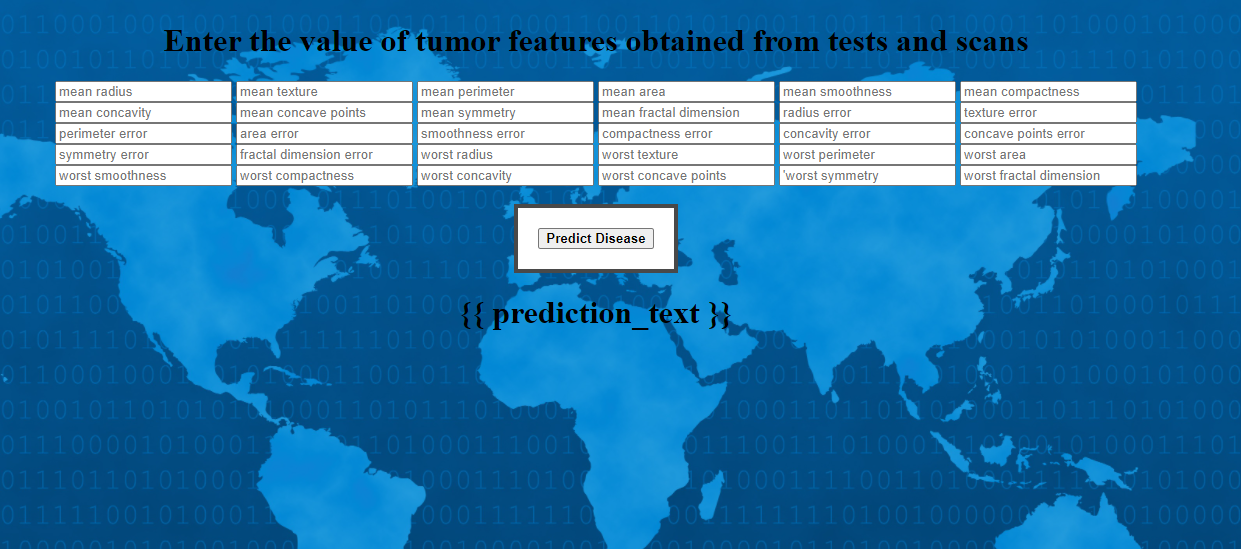 Enter the value of tumor features obtained from tests and scans
mean radius mean texture mean perimeter mean area mean smoothness mean compactness
mean concavity mean concave points mean symmetry mean fractal dimension radius error texture error
perimeter error area error smoothness error compactness error concavity error concave points error
symmetry error fractal dimension error worst radius worst texture worst perimeter worst area
worst smoothness worst compactness worst concavity worst concave points 'worst symmetry worst fractal dimension
Predict Disease
{{ prediction_text }}